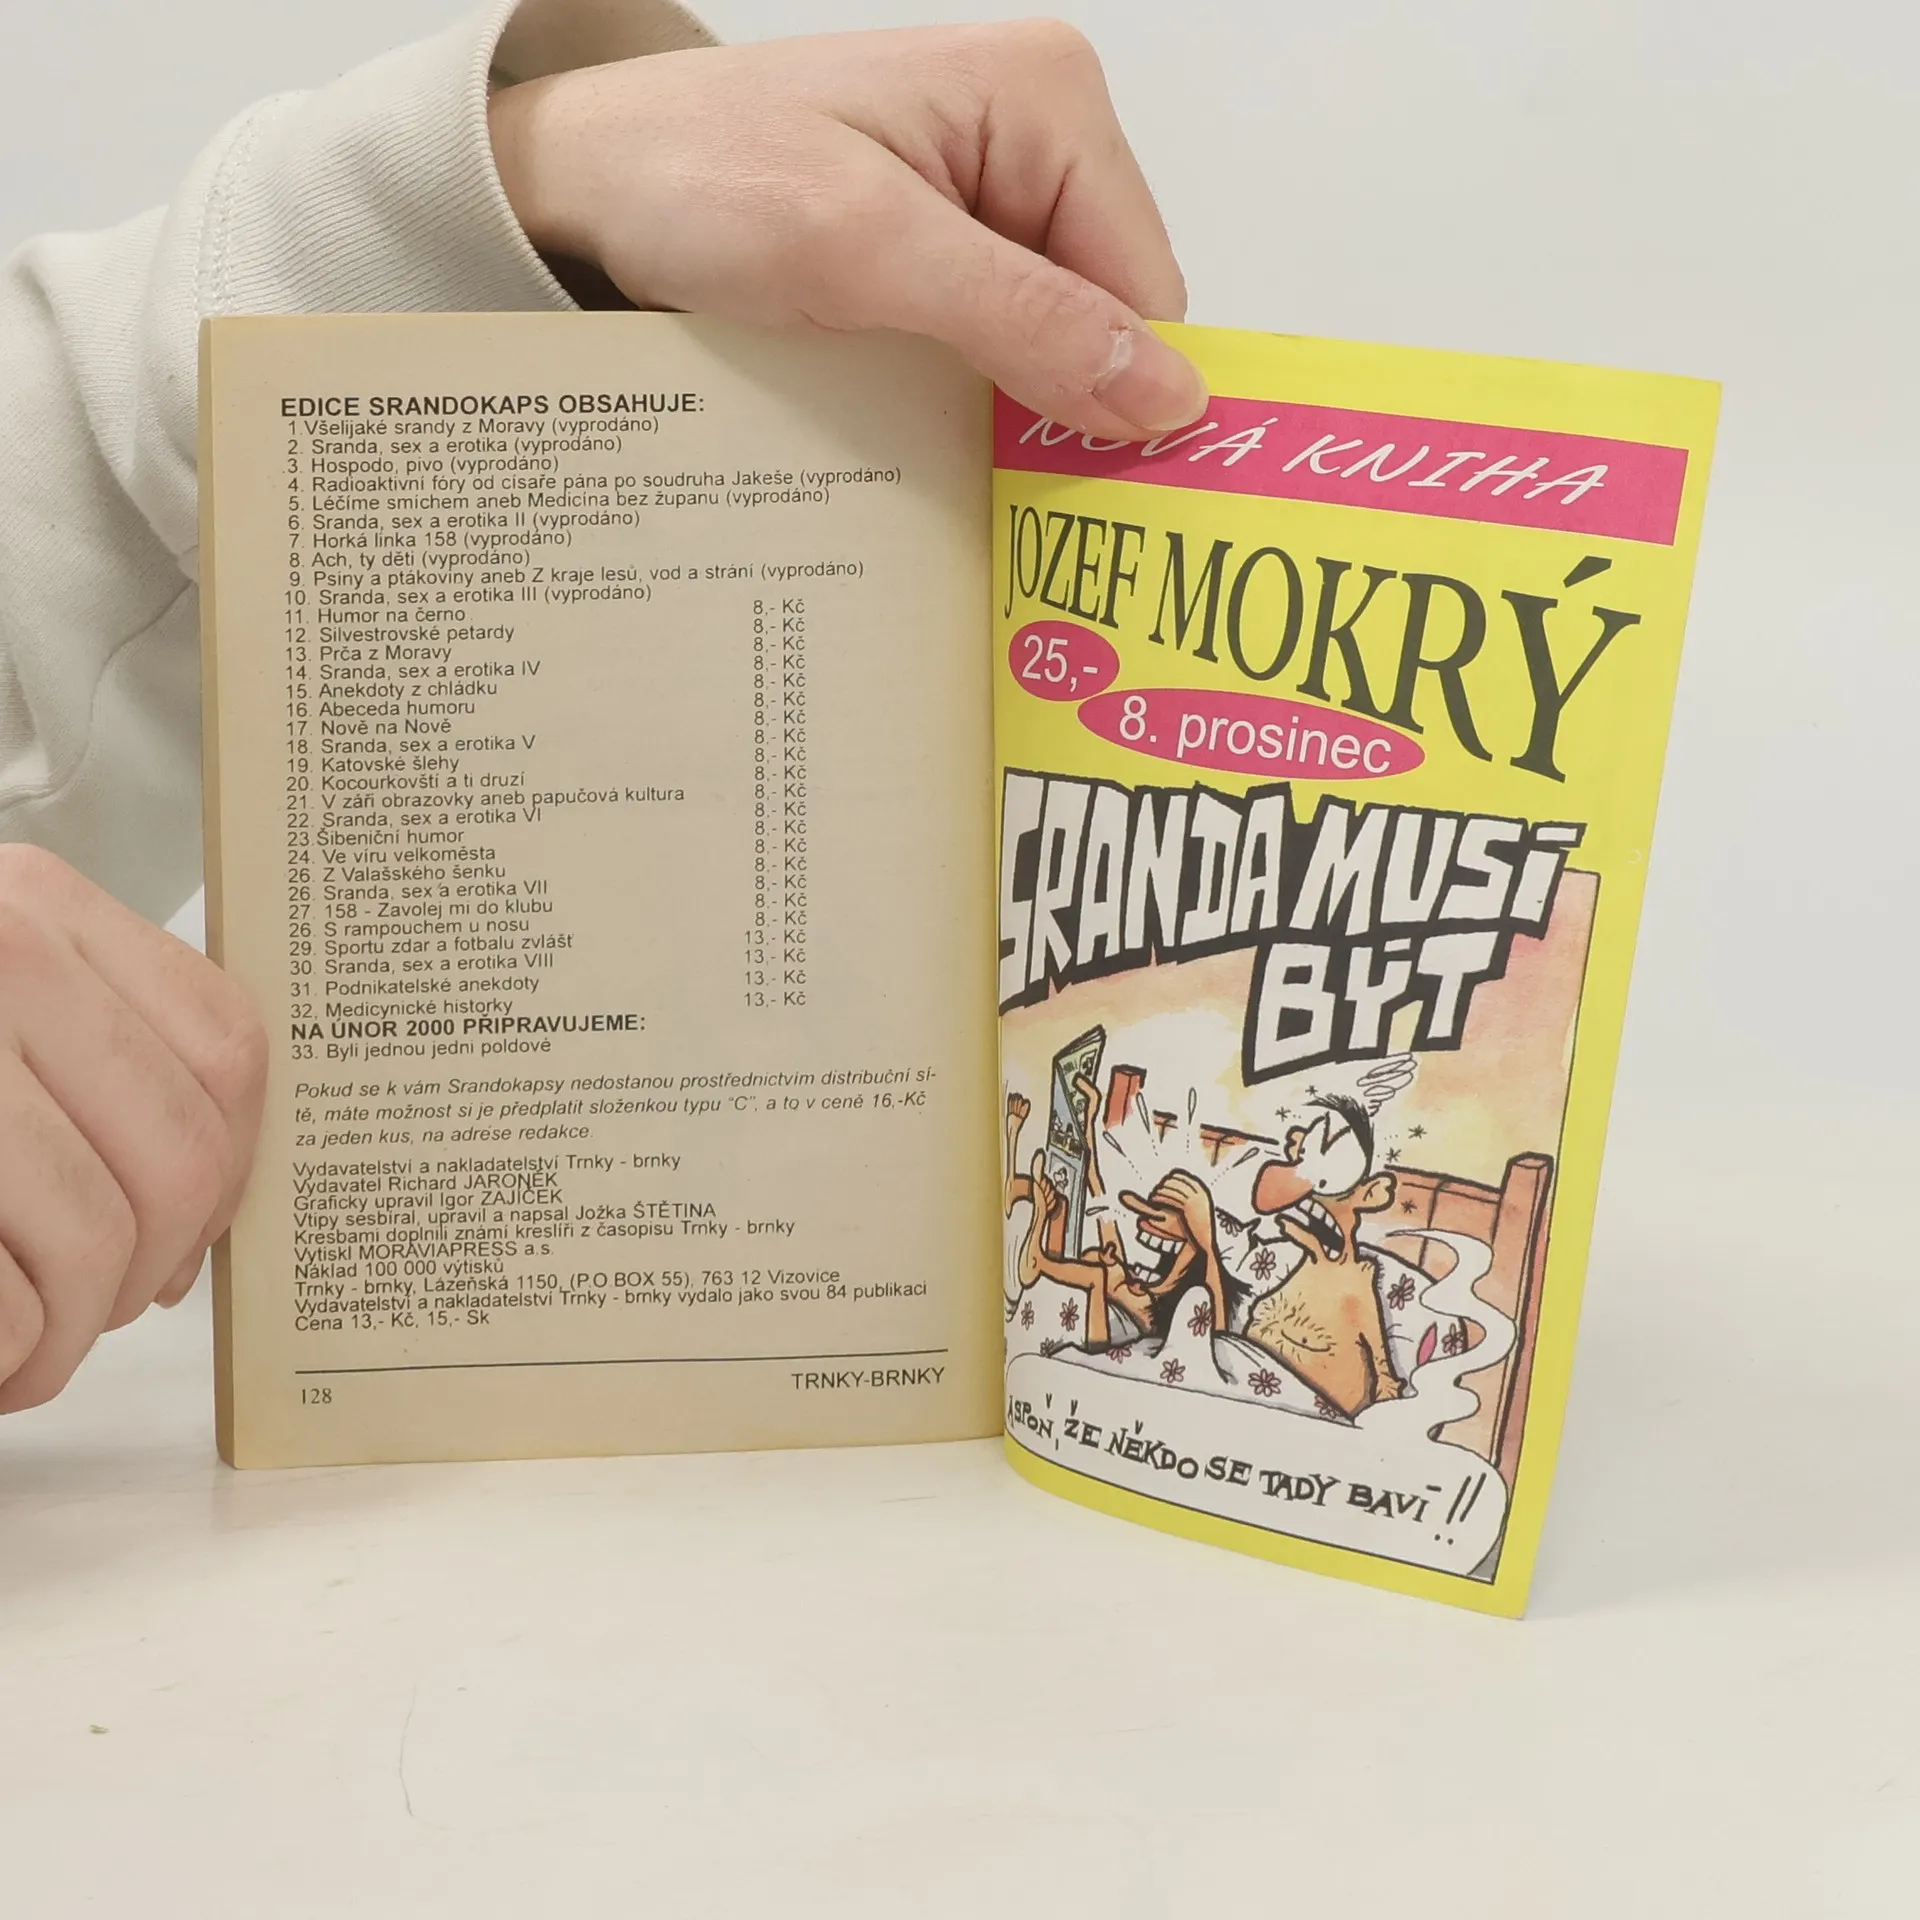 EDICE SRANDOKAPS OBSAHUJE:
1.Všelijaké srandy z Moravy (vyprodáno)
2. Sranda, sex a erotika (vyprodáno)
3. Hospodo, pivo (vyprodáno)
4. Radioaktivní fóry od císaře pána po soudruha Jakeše (vyprodáno)
5. Léčíme smíchem aneb Medicína bez županu (vyprodáno)
6. Sranda, sex a erotika II (vyprodáno)
7. Horká linka 158 (vyprodáno)
8. Ach, ty děti (vyprodáno)
9. Psiny a ptákoviny aneb Z kraje lesů, vod a strání (vyprodáno)
10. Sranda, sex a erotika III (vyprodáno)
11. Humor na černo 8,- Kč
12. Silvestrovské petardy 8,- Kč
13. Prča z Moravy 8,- Kč
14. Sranda, sex a erotika IV 8,- Kč
15. Anekdoty z chládku 8,- Kč
16. Abeceda humoru 8,- Kč
17. Nově na Nově 8,- Kč
18. Sranda, sex a erotika V 8,- Kč
19. Katovské šlehy 8,- Kč
20. Kocourkovští a ti druzí 8,- Kč
21. V záři obrazovky aneb papučová kultura 8,- Kč
22. Sranda, sex a erotika VI 8,- Kč
23.Šibeniční humor 8,- Kč
24. Ve víru velkoměsta 8,- Kč
26. Z Valašského šenku 8,- Kč
26. Sranda, sex a erotika VII 8,- Kč
27. 158 - Zavolej mi do klubu 8,- Kč
26. S rampouchem u nosu 8,- Kč
29. Sportu zdar a fotbalu zvlášť 13,- Kč
30. Sranda, sex a erotika VIII 13,- Kč
31. Podnikatelské anekdoty 13,- Kč
32. Medicynické historky 13,- Kč
NA ÚNOR 2000 PŘIPRAVUJEME:
33. Byli jednou jedni poldové
Pokud se k vám Srandokapsy nedostanou prostřednictvím distribuční sí-
tě, máte možnost si je předplatit složenkou typu "C", a to v ceně 16,-Kč
za jeden kus, na adrese redakce.
Vydavatelství a nakladatelství Trnky - brnky
Vydavatel Richard JARONĚK
Graficky upravil Igor ZAJÍČEK
Vtipy sesbíral, upravil a napsal Jožka ŠTĚTINA
Kresbami doplnili známí kreslíři z časopisu Trnky - brnky
Vytiskl MORAVIAPRESS a.s.
Náklad 100 000 výtisků
Trnky - brnky, Lázeňská 1150, (P.O BOX 55), 763 12 Vizovice
Vydavatelství a nakladatelství Trnky - brnky vydalo jako svou 84 publikaci
Cena 13,- Kč, 15,- Sk
128
TRNKY-BRNKY
NOVÁ KNIHA
JOZEF MOKRÝ
25,-
8. prosinec
SRANDA MUSÍ
BÝT
ASPOŇ, ŽE NĚKDO SE TADY BAVÍ!!